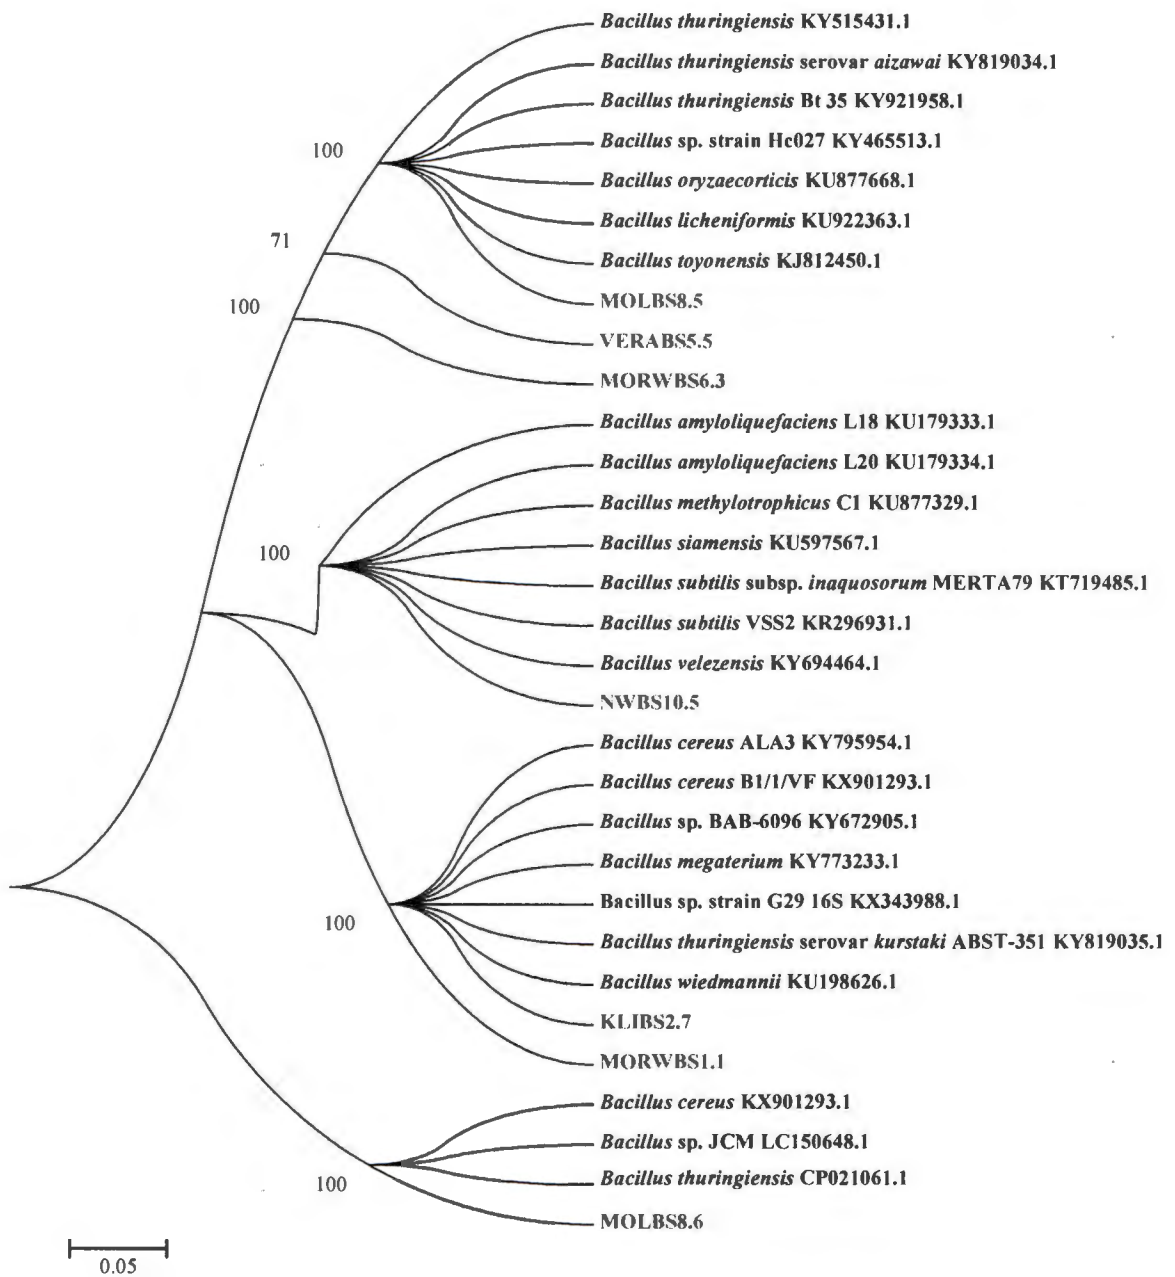 Bacillus thuringiensis KY515431.1
Bacillus thuringiensis serovar aizawai KY819034.1
Bacillus thuringiensis Bt 35 KY921958.1
100
Bacillus sp. strain Hc027 KY465513.1
Bacillus oryzaecorticis KU877668.1
Bacillus licheniformis KU922363.1
71
Bacillus toyonensis KJ812450.1
MOLBS8.5
100
VERABS5.5
MORWBS6.3
Bacillus amyloliquefaciens L18 KU179333.1
Bacillus amyloliquefaciens L20 KU179334.1
Bacillus methylotrophicus C1 KU877329.1
Bacillus siamensis KU597567.1
100
Bacillus subtilis subsp. inaquosorum MERTA79 KT719485.1
Bacillus subtilis VSS2 KR296931.1
Bacillus velezensis KY694464.1
NWBS10.5
Bacillus cereus ALA3 KY795954.1
Bacillus cereus B1/1/VF KX901293.1
Bacillus sp. BAB-6096 KY672905.1
Bacillus megaterium KY773233.1
Bacillus sp. strain G29 16S KX343988.1
100
Bacillus thuringiensis serovar kurstaki ABST-351 KY819035.1
Bacillus wiedmannii KU198626.1
KLIBS2.7
MORWBS1.1
Bacillus cereus KX901293.1
Bacillus sp. JCM LC150648.1
Bacillus thuringiensis CP021061.1
100
MOLBS8.6
0.05